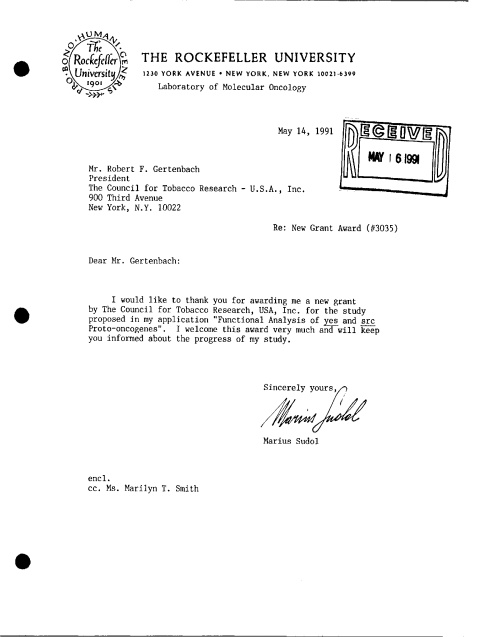 PRO·BONO·HUMANI·GENERIS
The
Rockefeller
University
1901
THE ROCKEFELLER UNIVERSITY
1230 YORK AVENUE • NEW YORK, NEW YORK 10021-6399
Laboratory of Molecular Oncology
May 14, 1991
RECEIVED
MAY 16 1991
Mr. Robert F. Gertenbach
President
The Council for Tobacco Research - U.S.A., Inc.
900 Third Avenue
New York, N.Y. 10022
Re: New Grant Award (#3035)
Dear Mr. Gertenbach:
I would like to thank you for awarding me a new grant
by The Council for Tobacco Research, USA, Inc. for the study
proposed in my application "Functional Analysis of yes and src
Proto-oncogenes". I welcome this award very much and will keep
you informed about the progress of my study.
Sincerely yours,
Marius Sudol
Marius Sudol
encl.
cc. Ms. Marilyn T. Smith